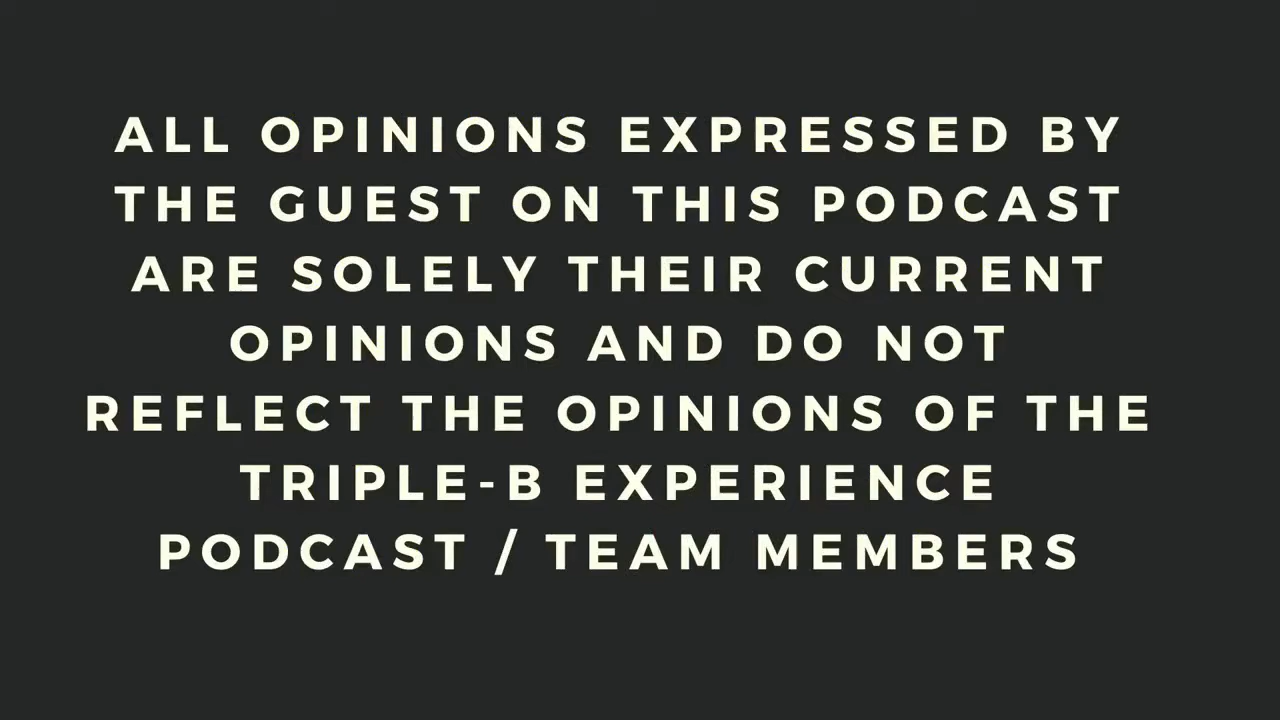 ALL OPINIONS EXPRESSED BY
THE GUEST ON THIS PODCAST
ARE SOLELY THEIR CURRENT
OPINIONS AND DO NOT
REFLECT THE OPINIONS OF THE
TRIPLE-B EXPERIENCE
PODCAST / TEAM MEMBERS